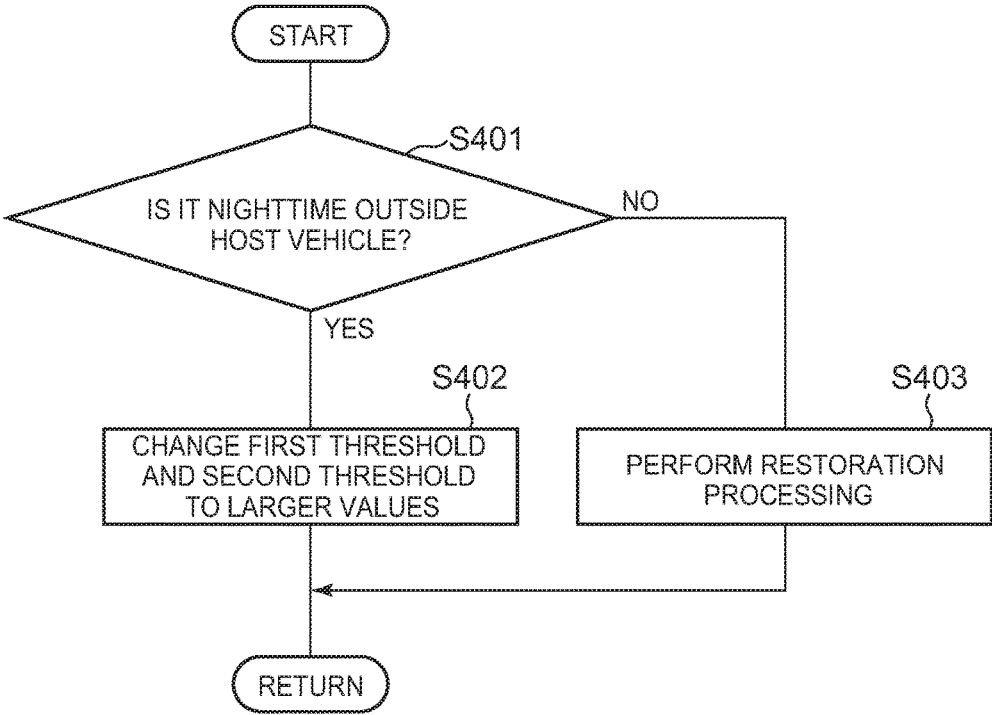 START
S401
IS IT NIGHTTIME OUTSIDE
HOST VEHICLE?
NO
YES
S402
CHANGE FIRST THRESHOLD
AND SECOND THRESHOLD
TO LARGER VALUES
S403
PERFORM RESTORATION
PROCESSING
RETURN